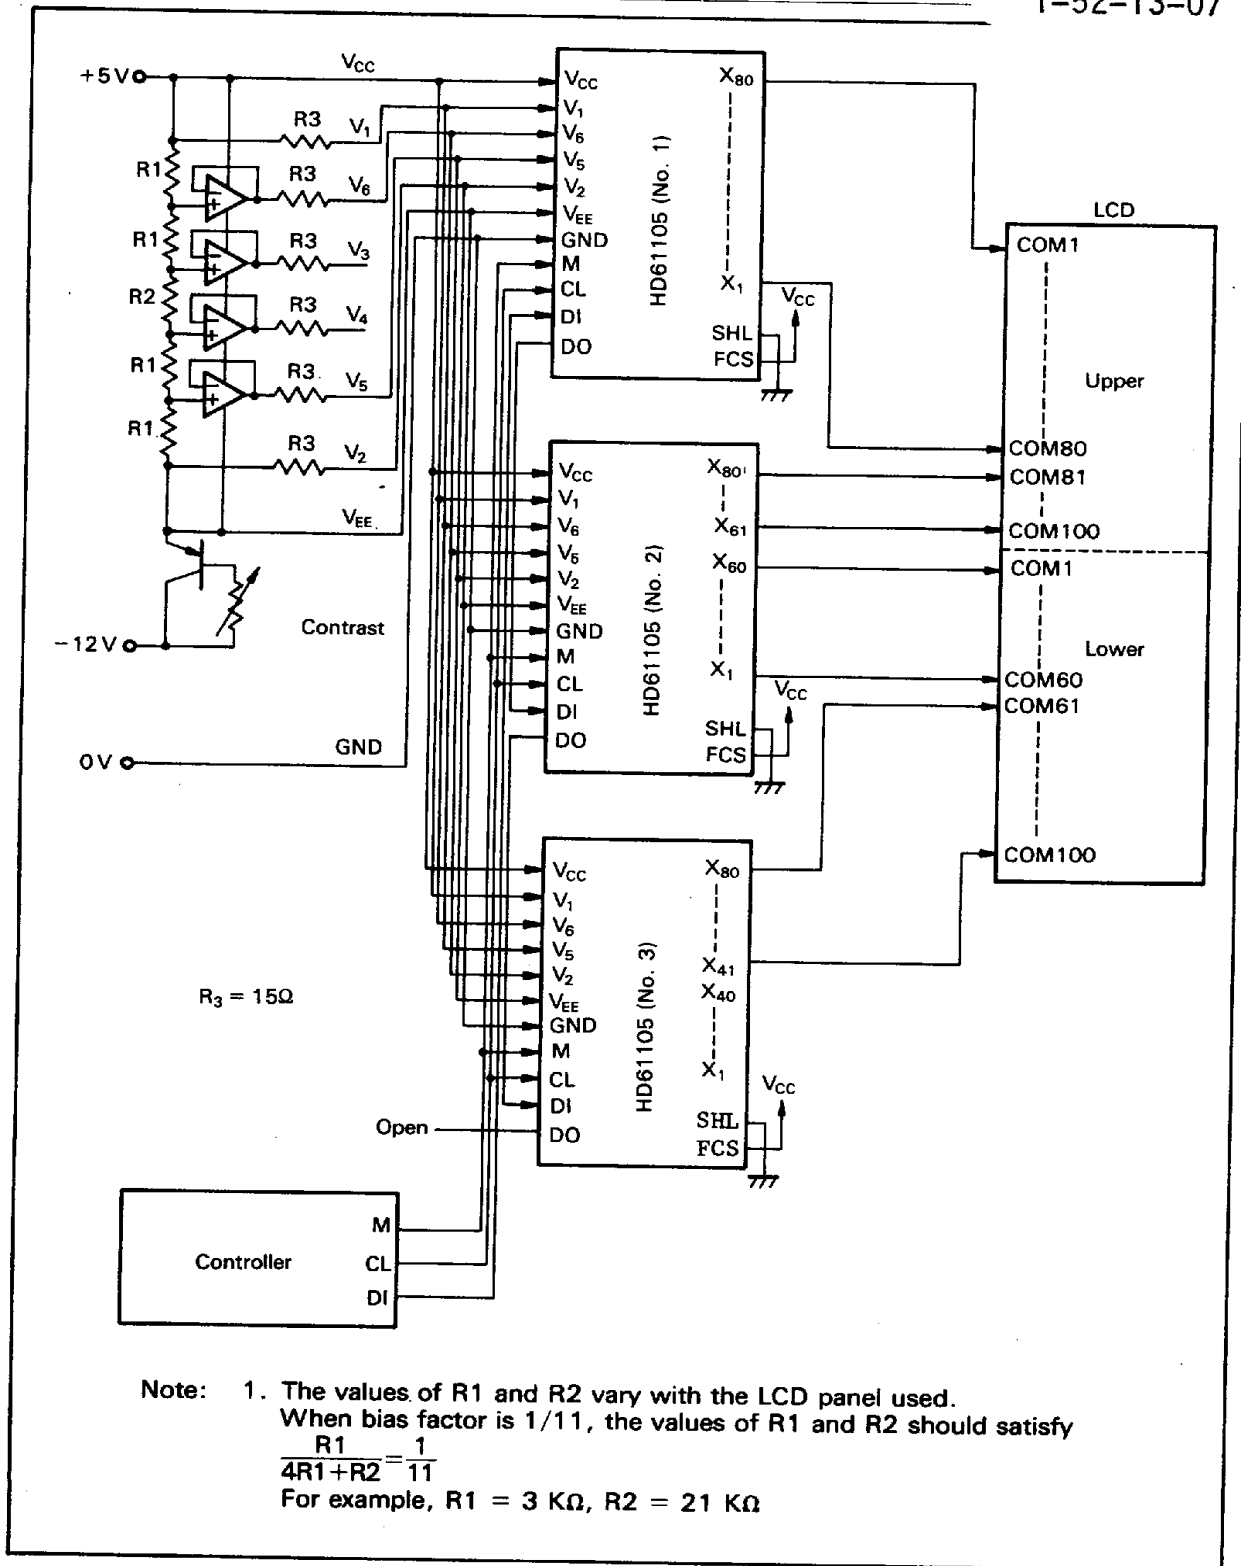 1-52-13-07
+5V
VCC
R3
V1
R1
R3
V6
R1
R3
V3
R2
R3
V4
R1
R3
V5
R1
R3
V2
VEE
-12V
Contrast
GND
0V
R3 = 15Ω
VCC
V1
V6
V5
V2
VEE
GND
M
CL
DI
DO
HD61105 (No. 1)
X80
X1
VCC
SHL
FCS
VCC
V1
V6
V5
V2
VEE
GND
M
CL
DI
DO
HD61105 (No. 2)
X80
X61
X60
X1
VCC
SHL
FCS
VCC
V1
V6
V5
V2
VEE
GND
M
CL
DI
DO
Open
HD61105 (No. 3)
X80
X41
X40
X1
VCC
SHL
FCS
LCD
COM1
Upper
COM80
COM81
COM100
COM1
Lower
COM60
COM61
COM100
Controller
M
CL
DI
Note: 1. The values of R1 and R2 vary with the LCD panel used.
When bias factor is 1/11, the values of R1 and R2 should satisfy
R1/(4R1+R2)=1/11
For example, R1 = 3 KΩ, R2 = 21 KΩ